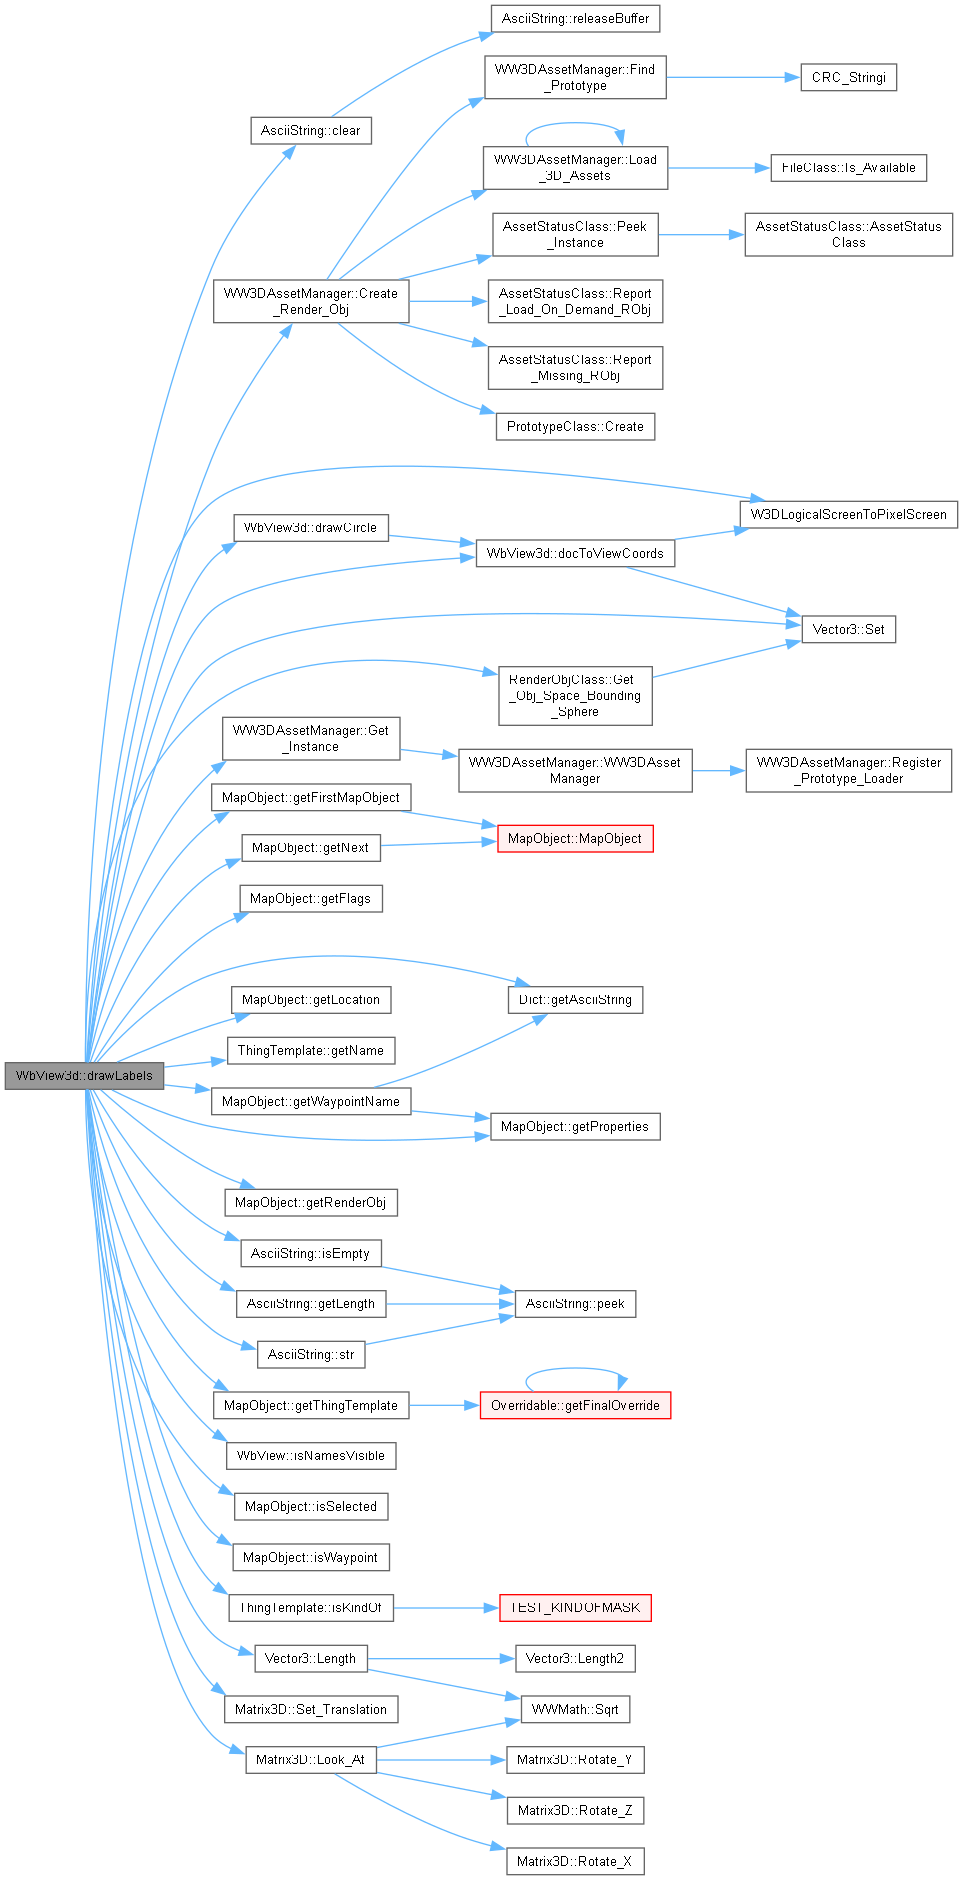 AsciiString::releaseBuffer
WW3DAssetManager::Find
_Prototype
CRC_Stringi
AsciiString::clear
WW3DAssetManager::Load
_3D_Assets
FileClass::Is_Available
AssetStatusClass::Peek
_Instance
AssetStatusClass::AssetStatus
Class
WW3DAssetManager::Create
_Render_Obj
AssetStatusClass::Report
_Load_On_Demand_RObj
AssetStatusClass::Report
_Missing_RObj
PrototypeClass::Create
W3DLogicalScreenToPixelScreen
WbView3d::drawCircle
WbView3d::docToViewCoords
Vector3::Set
RenderObjClass::Get
_Obj_Space_Bounding
_Sphere
WW3DAssetManager::Get
_Instance
WW3DAssetManager::WW3DAsset
Manager
WW3DAssetManager::Register
_Prototype_Loader
MapObject::getFirstMapObject
MapObject::MapObject
MapObject::getNext
MapObject::getFlags
MapObject::getLocation
Dict::getAsciiString
ThingTemplate::getName
WbView3d::drawLabels
MapObject::getWaypointName
MapObject::getProperties
MapObject::getRenderObj
AsciiString::isEmpty
AsciiString::getLength
AsciiString::peek
AsciiString::str
MapObject::getThingTemplate
Overridable::getFinalOverride
WbView::isNamesVisible
MapObject::isSelected
MapObject::isWaypoint
ThingTemplate::isKindOf
TEST_KINDOFMASK
Vector3::Length
Vector3::Length2
Matrix3D::Set_Translation
WWMath::Sqrt
Matrix3D::Look_At
Matrix3D::Rotate_Y
Matrix3D::Rotate_Z
Matrix3D::Rotate_X